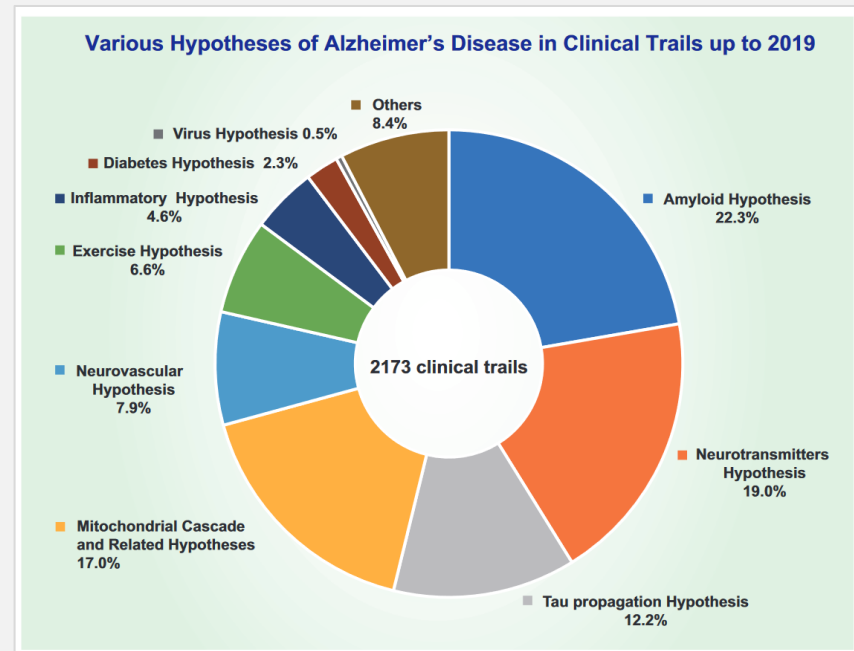 Various Hypotheses of Alzheimer’s Disease in Clinical Trails up to 2019
Others
8.4%
Virus Hypothesis 0.5%
Diabetes Hypothesis 2.3%
Inflammatory Hypothesis
4.6%
Exercise Hypothesis
6.6%
Neurovascular
Hypothesis
7.9%
Mitochondrial Cascade
and Related Hypotheses
17.0%
Amyloid Hypothesis
22.3%
2173 clinical trails
Neurotransmitters
Hypothesis
19.0%
Tau propagation Hypothesis
12.2%